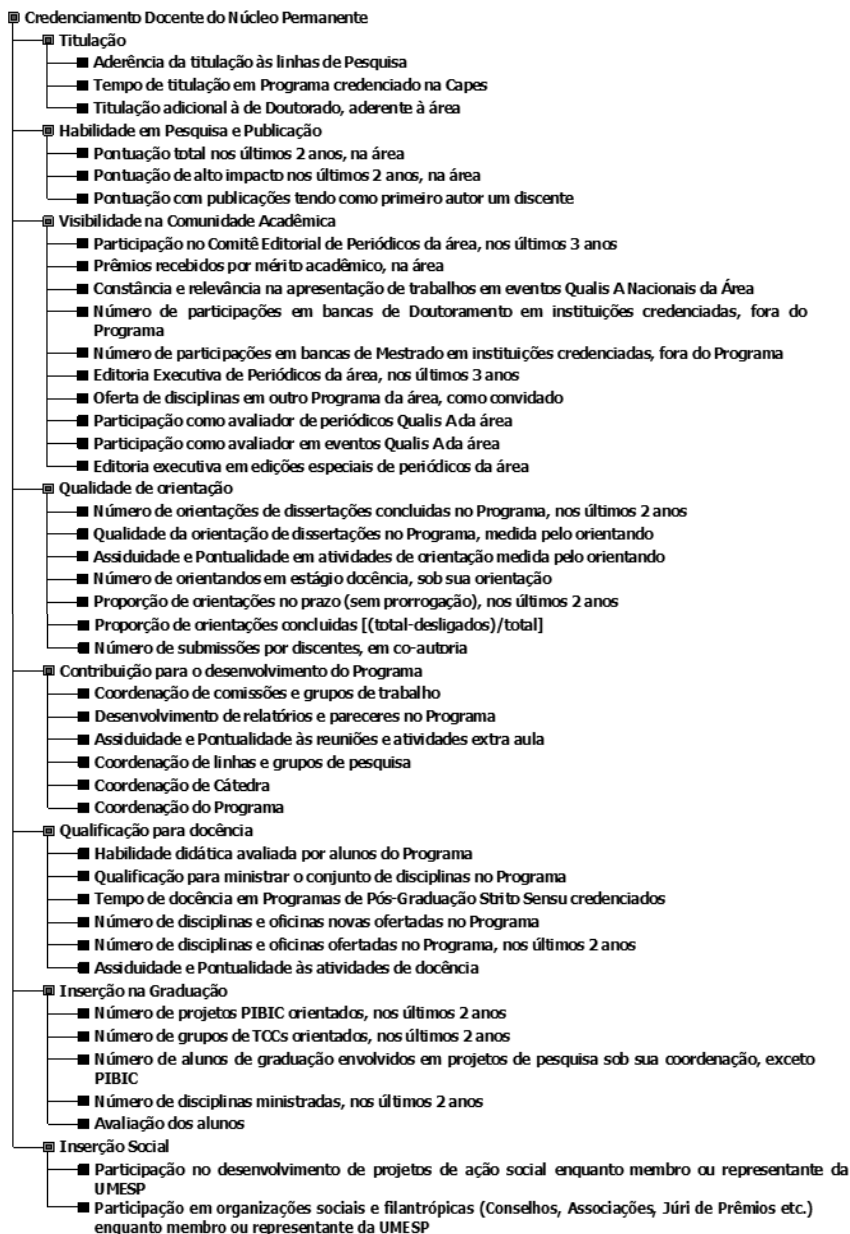 Credenciamento Docente do Núcleo Permanente
Titulação
Aderência da titulação às linhas de Pesquisa
Tempo de titulação em Programa credenciado na Capes
Titulação adicional à de Doutorado, aderente à área
Habilidade em Pesquisa e Publicação
Pontuação total nos últimos 2 anos, na área
Pontuação de alto impacto nos últimos 2 anos, na área
Pontuação com publicações tendo como primeiro autor um discente
Visibilidade na Comunidade Acadêmica
Participação no Comitê Editorial de Periódicos da área, nos últimos 3 anos
Prêmios recebidos por mérito acadêmico, na área
Constância e relevância na apresentação de trabalhos em eventos Qualis A Nacionais da Área
Número de participações em bancas de Doutoramento em instituições credenciadas, fora do
Programa
Número de participações em bancas de Mestrado em instituições credenciadas, fora do Programa
Editoria Executiva de Periódicos da área, nos últimos 3 anos
Oferta de disciplinas em outro Programa da área, como convidado
Participação como avaliador de periódicos Qualis A da área
Participação como avaliador em eventos Qualis A da área
Editoria executiva em edições especiais de periódicos da área
Qualidade de orientação
Número de orientações de dissertações concluidas no Programa, nos últimos 2 anos
Qualidade da orientação de dissertações no Programa, medida pelo orientando
Assiduidade e Pontualidade em atividades de orientação medida pelo orientando
Número de orientandos em estágio docência, sob sua orientação
Proporção de orientações no prazo (sem prorrogação), nos últimos 2 anos
Proporção de orientações concluidas [(total-desligados)/total]
Número de submissões por discentes, em co-autoria
Contribuição para o desenvolvimento do Programa
Coordenação de comissões e grupos de trabalho
Desenvolvimento de relatórios e pareceres no Programa
Assiduidade e Pontualidade às reuniões e atividades extra aula
Coordenação de linhas e grupos de pesquisa
Coordenação de Cátedra
Coordenação do Programa
Qualificação para docência
Habilidade didática avaliada por alunos do Programa
Qualificação para ministrar o conjunto de disciplinas no Programa
Tempo de docência em Programas de Pós-Graduação Strito Sensu credenciados
Número de disciplinas e oficinas novas ofertadas no Programa
Número de disciplinas e oficinas ofertadas no Programa, nos últimos 2 anos
Assiduidade e Pontualidade às atividades de docência
Inserção na Graduação
Número de projetos PIBIC orientados, nos últimos 2 anos
Número de grupos de TCCs orientados, nos últimos 2 anos
Número de alunos de graduação envolvidos em projetos de pesquisa sob sua coordenação, exceto
PIBIC
Número de disciplinas ministradas, nos últimos 2 anos
Avaliação dos alunos
Inserção Social
Participação no desenvolvimento de projetos de ação social enquanto membro ou representante da
UMESP
Participação em organizações sociais e filantrópicas (Conselhos, Associações, Júri de Prêmios etc.)
enquanto membro ou representante da UMESP